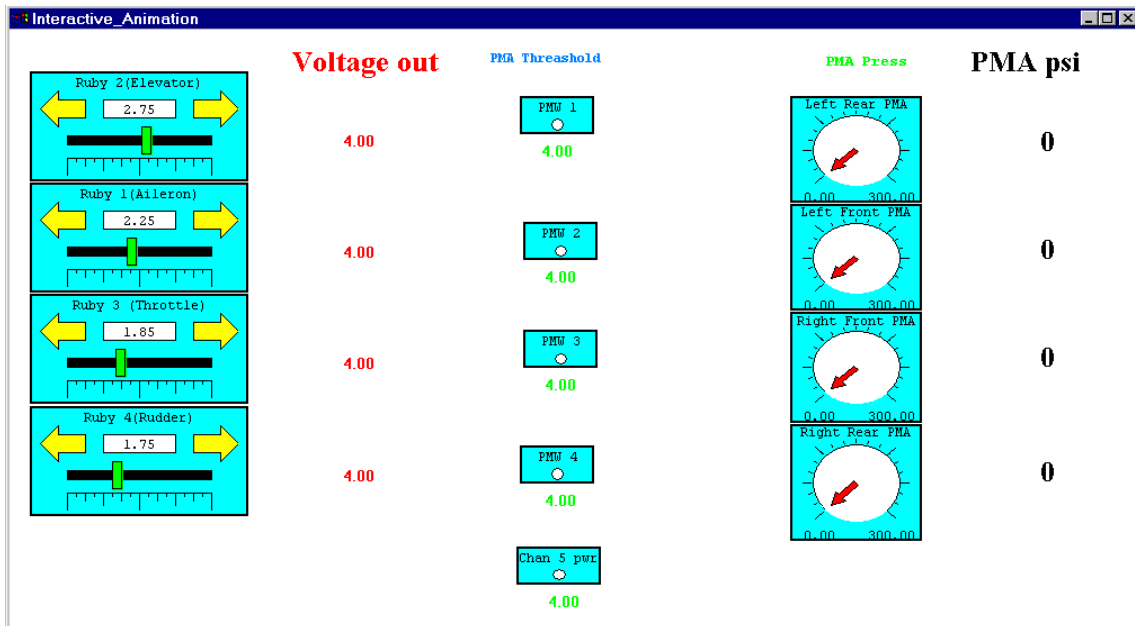 Interactive_Animation
Voltage out
PMA Threashold
PMA Press
PMA psi
Ruby 2(Elevator)
2.75
4.00
PMW 1
4.00
Left Rear PMA
0.00 300.00
0
Ruby 1(Aileron)
2.25
4.00
PMW 2
4.00
Left Front PMA
0.00 300.00
0
Ruby 3 (Throttle)
1.85
4.00
PMW 3
4.00
Right Front PMA
0.00 300.00
0
Ruby 4(Rudder)
1.75
4.00
PMW 4
4.00
Right Rear PMA
0.00 300.00
0
Chan 5 pwr
4.00